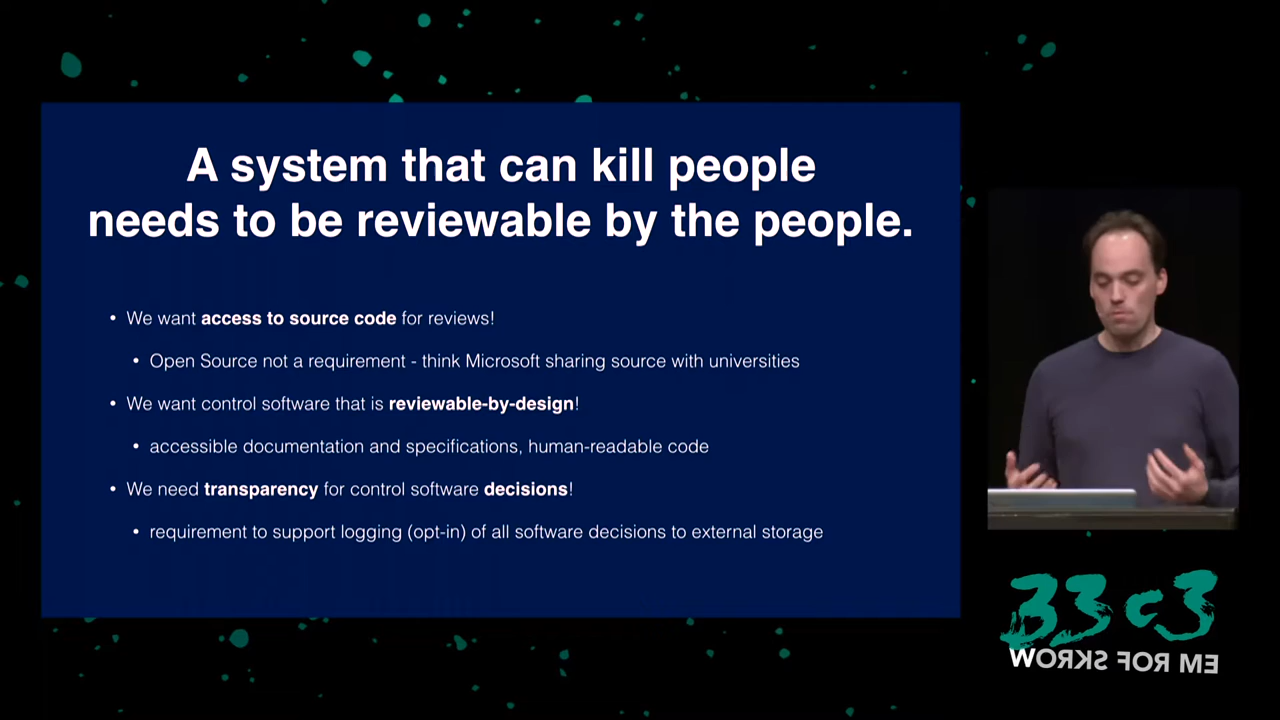 A system that can kill people
needs to be reviewable by the people.
• We want access to source code for reviews!
• Open Source not a requirement - think Microsoft sharing source with universities
• We want control software that is reviewable-by-design!
• accessible documentation and specifications, human-readable code
• We need transparency for control software decisions!
• requirement to support logging (opt-in) of all software decisions to external storage
33c3
WORKS FOR ME